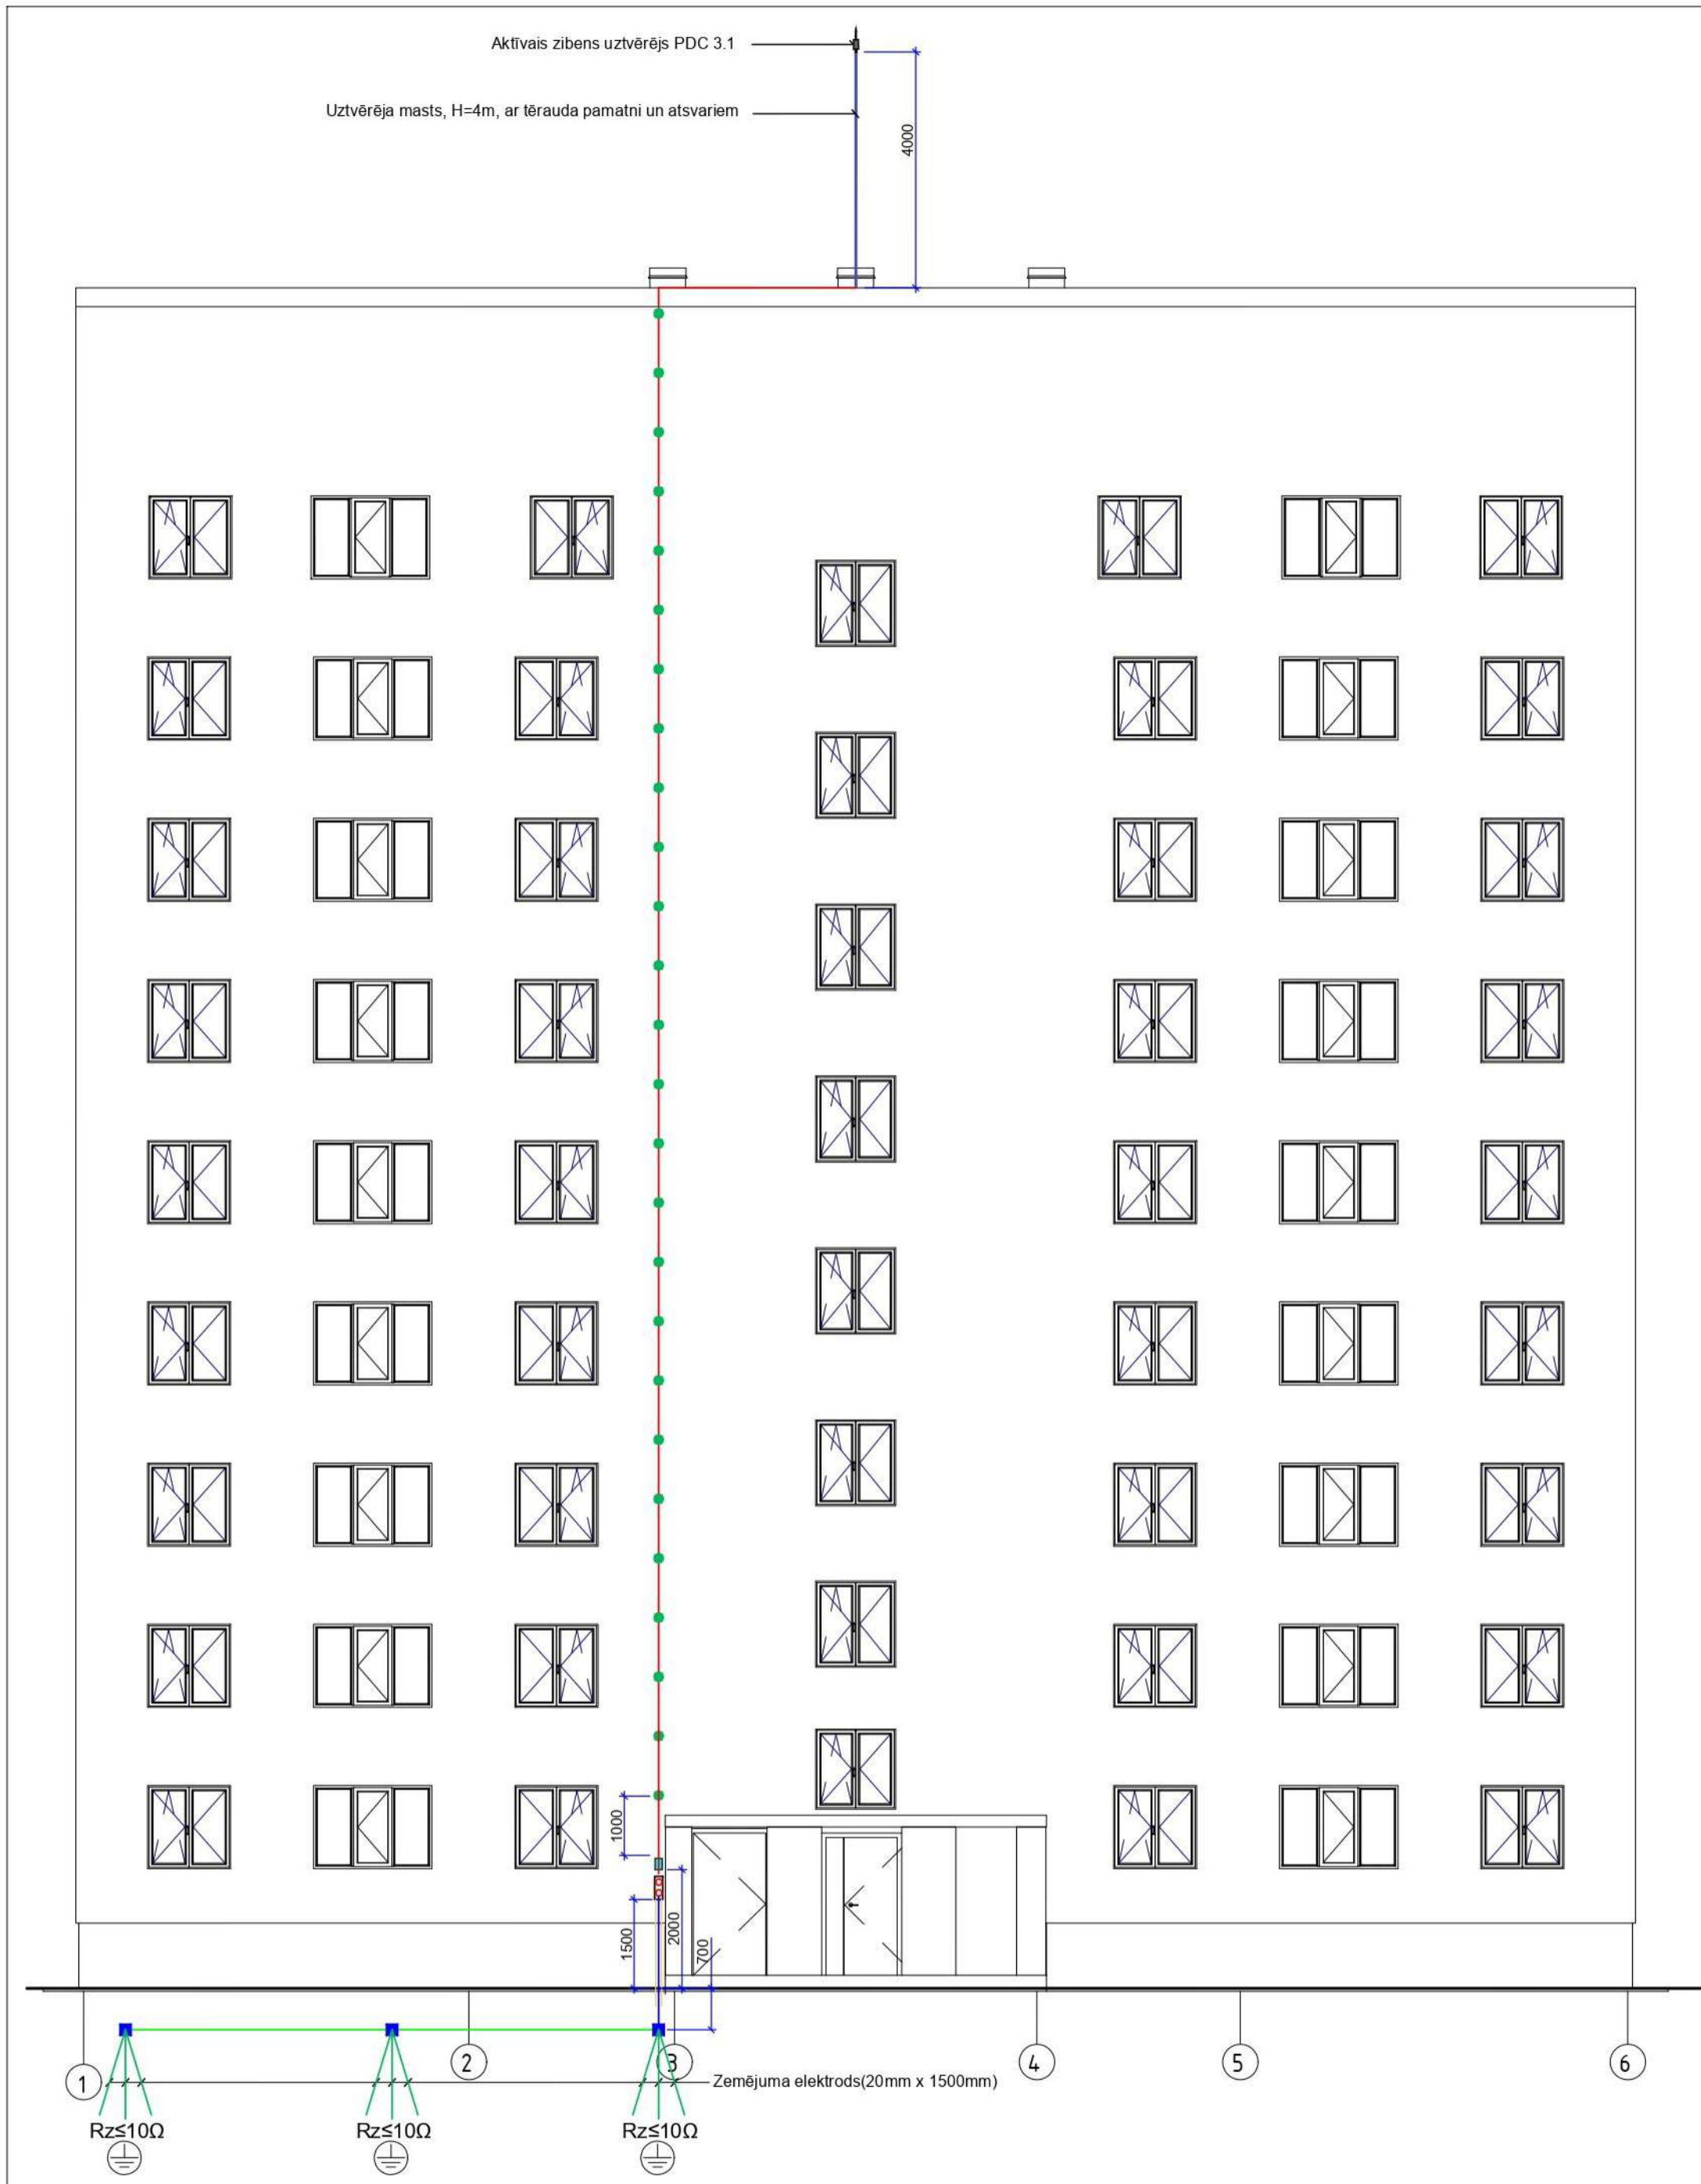 Aktīvais zibens uztvērējs PDC 3.1
Uztvērēja masts, H=4m, ar tērauda pamatni un atsvariem
4000
1000
1500
2000
700
1
2
3
4
5
6
Zemējuma elektrods(20mm x 1500mm)
Rz≤10Ω
Rz≤10Ω
Rz≤10Ω